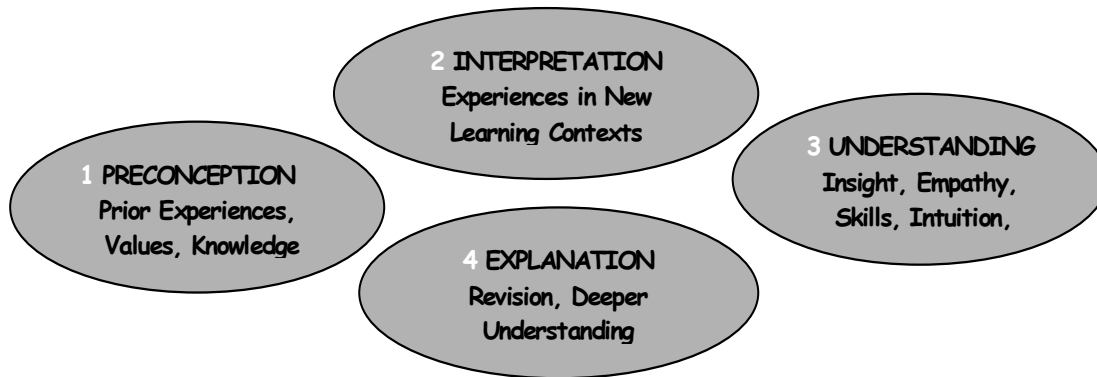 1 PRECONCEPTION
Prior Experiences,
Values, Knowledge
2 INTERPRETATION
Experiences in New
Learning Contexts
3 UNDERSTANDING
Insight, Empathy,
Skills, Intuition,
4 EXPLANATION
Revision, Deeper
Understanding